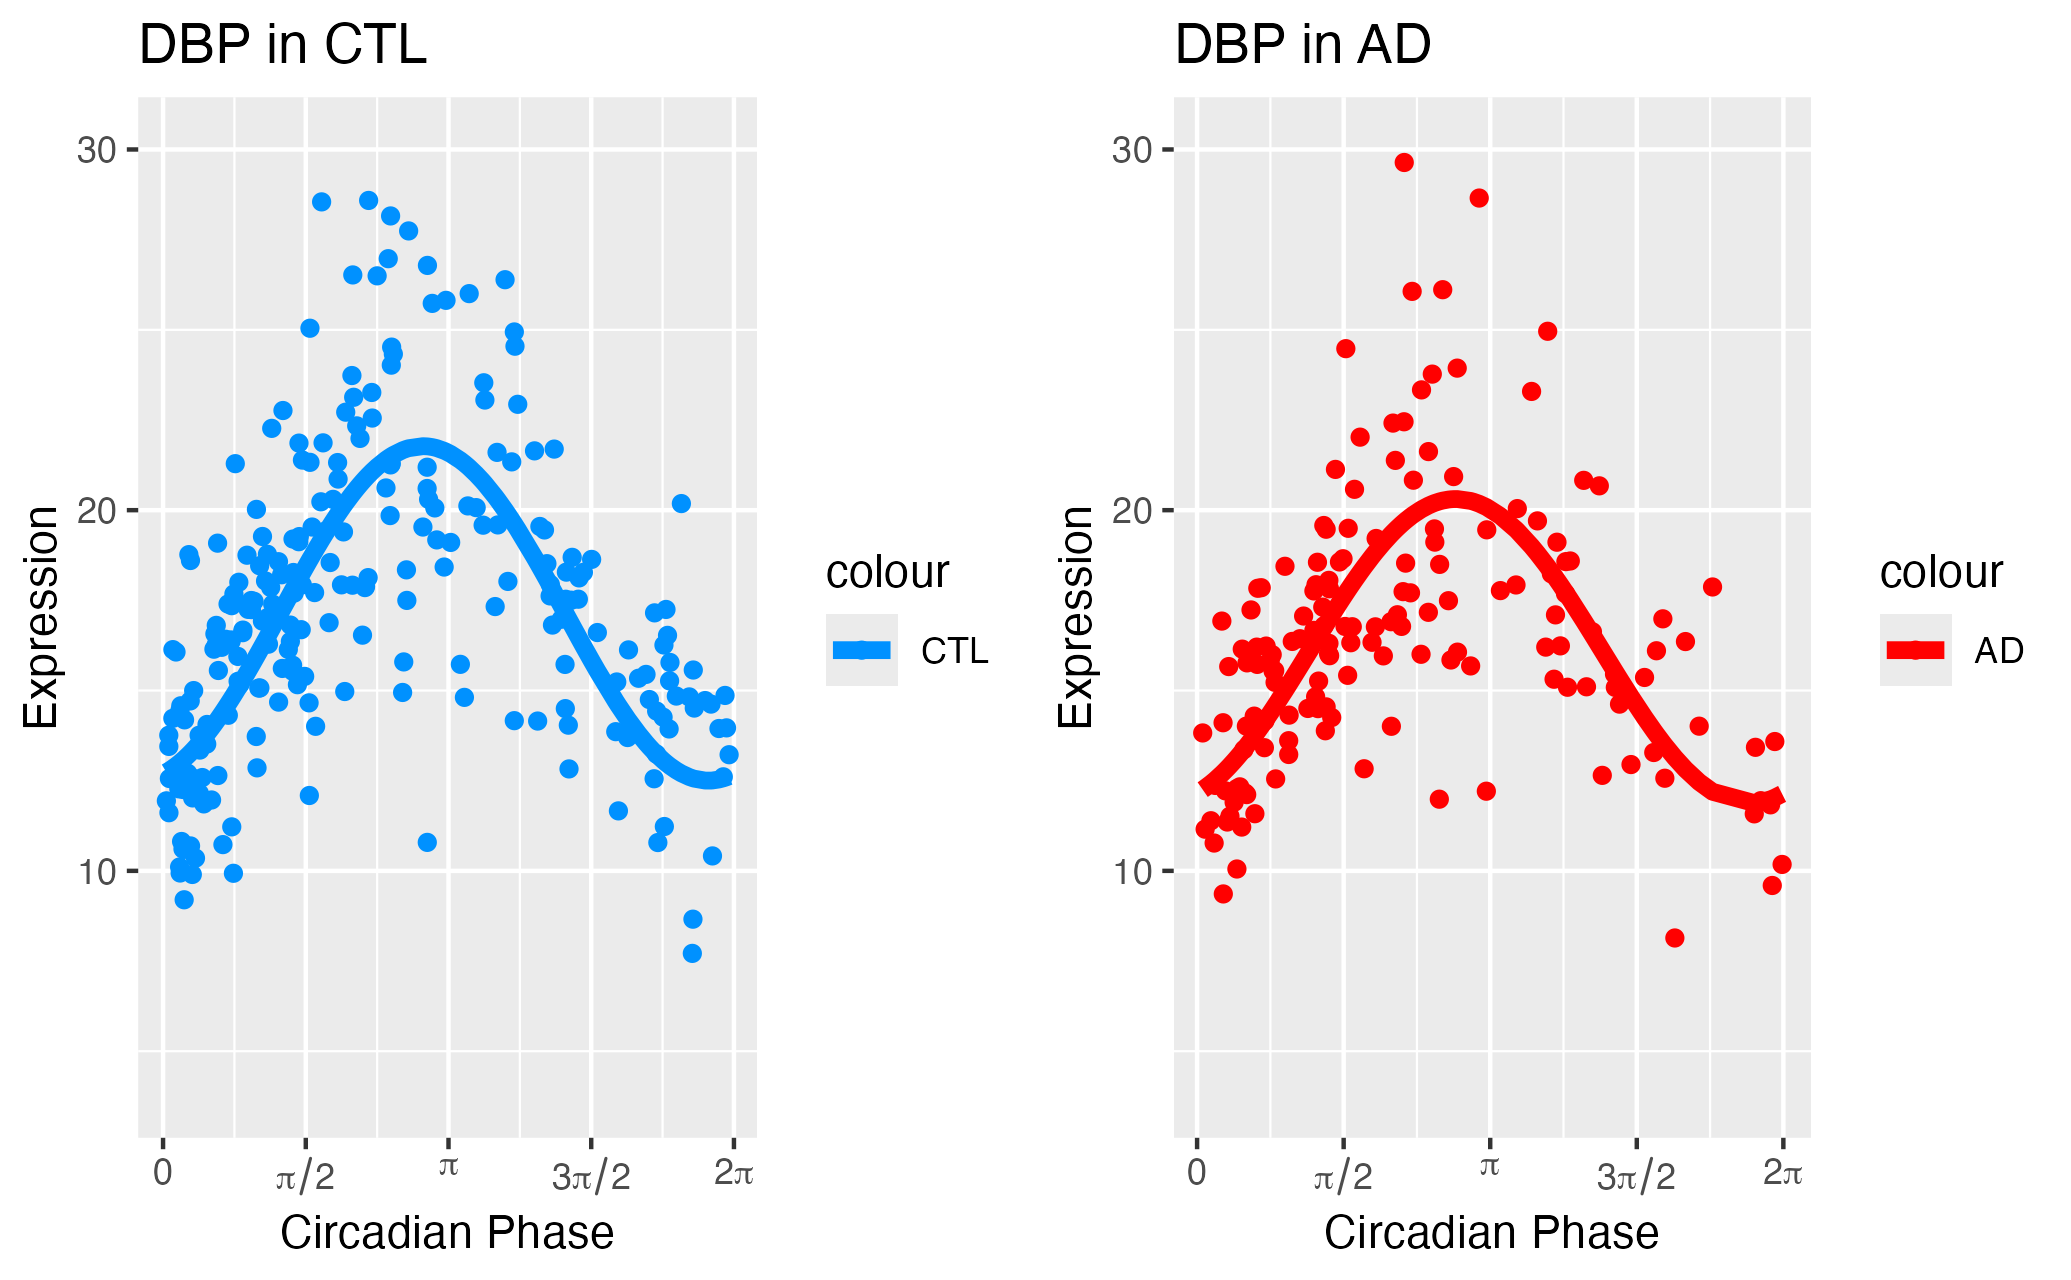 DBP in CTL
30
20
10
Expression
0
π/2
π
3π/2
2π
Circadian Phase
colour
CTL
DBP in AD
30
20
10
Expression
0
π/2
π
3π/2
2π
Circadian Phase
colour
AD